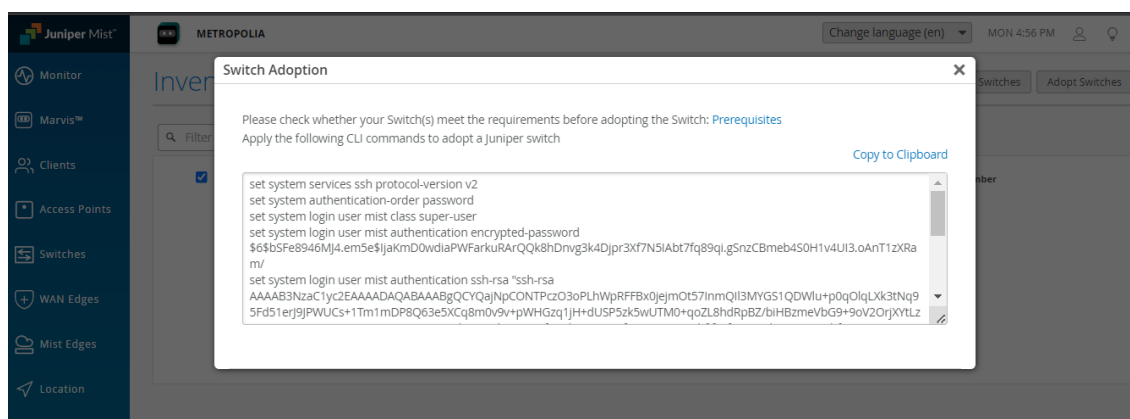 Juniper Mist™
METROPOLIA
Change language (en)
MON 4:56 PM
Monitor
Marvis™
Clients
Access Points
Switches
WAN Edges
Mist Edges
Location
Inver
Switches
Adopt Switches
Filter
nber
Switch Adoption
Please check whether your Switch(s) meet the requirements before adopting the Switch: Prerequisites
Apply the following CLI commands to adopt a Juniper switch
Copy to Clipboard
set system services ssh protocol-version v2
set system authentication-order password
set system login user mist class super-user
set system login user mist authentication encrypted-password
$6$bSFe8946MJ4.em5e$IjaKmD0wdiaPWFarkuRArQQk8hDnvg3k4Djpr3Xf7N5IAbt7fq89qi.gSnzCBmeb4S0H1v4UI3.oAnT1zXRa
m/
set system login user mist authentication ssh-rsa "ssh-rsa
AAAAB3NzaC1yc2EAAAADAQABAAABgQCYQajNpCONTPczO3oPLhWpRFFBx0jejmOt57InmQIl3MYGS1QDWlu+p0qOlqLXk3tNq9
5Fd51erJ9JPWUCs+1Tm1mDP8Q63e5XCq8m0v9v+pWHGzq1jH+dUSP5zk5wUTM0+qoZL8hdRpBZ/biHBzmeVbG9+9oV2OrjXYtLz